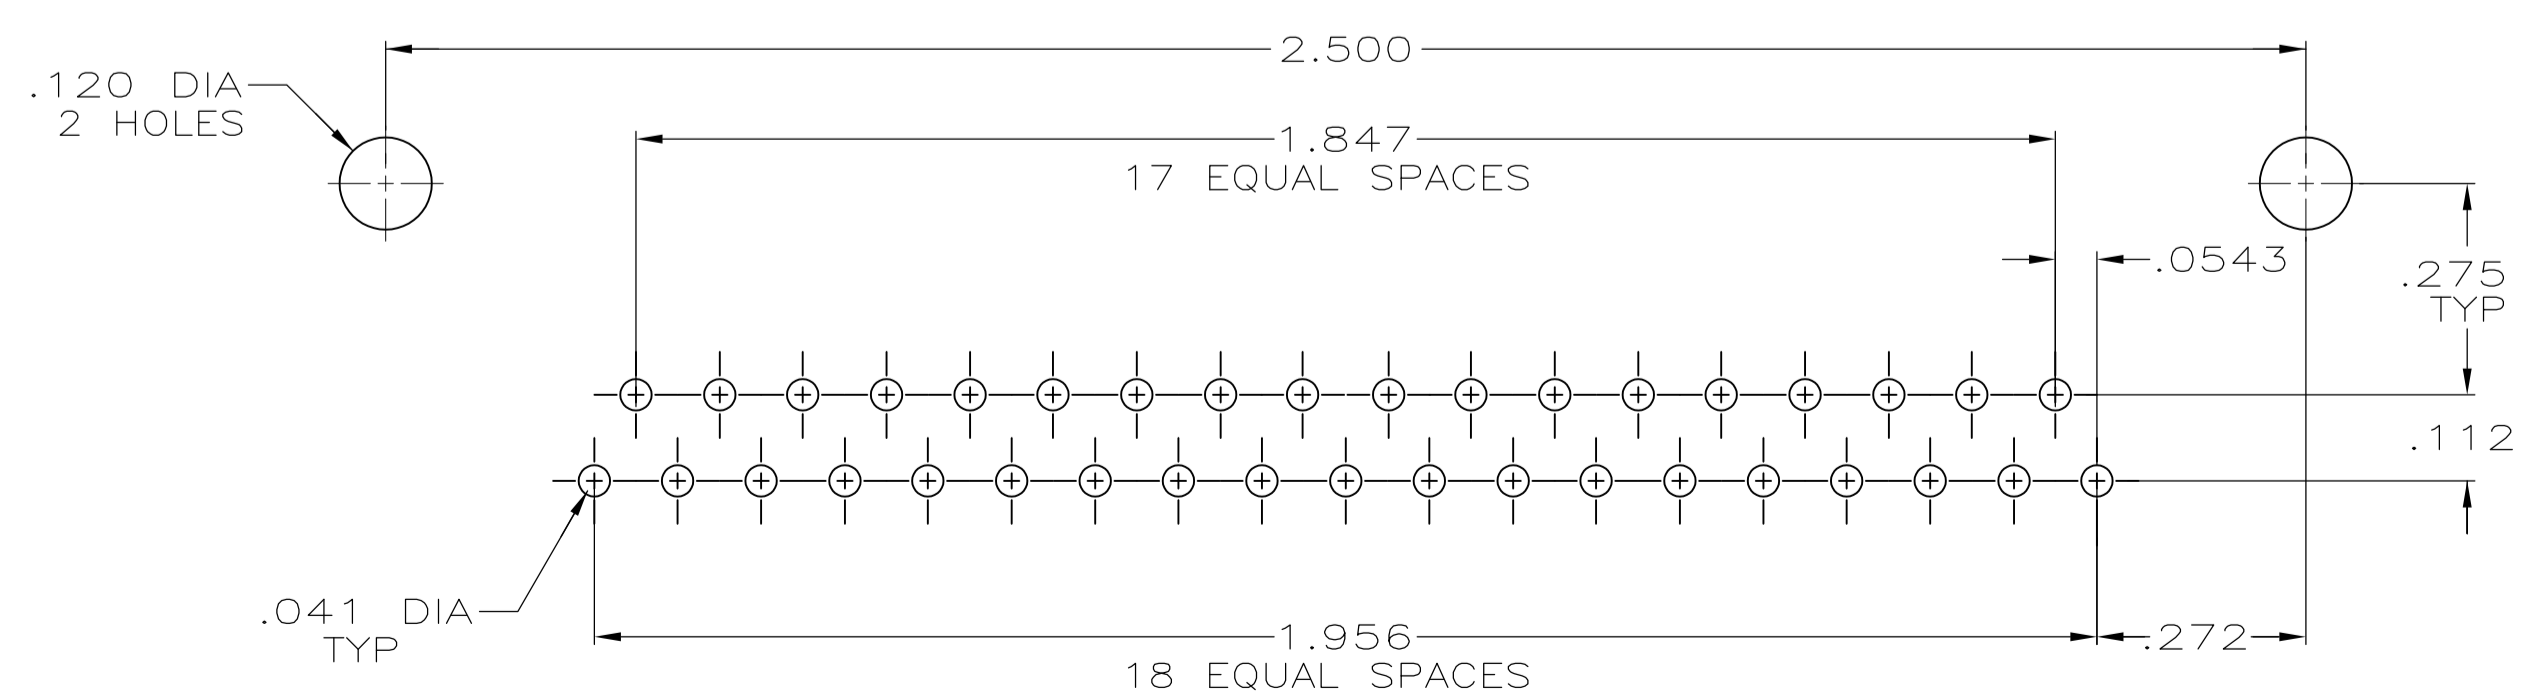 2.500
.120 DIA
2 HOLES
1.847
17 EQUAL SPACES
.0543
.275
TYP
.112
.041 DIA
TYP
1.956
18 EQUAL SPACES
.272